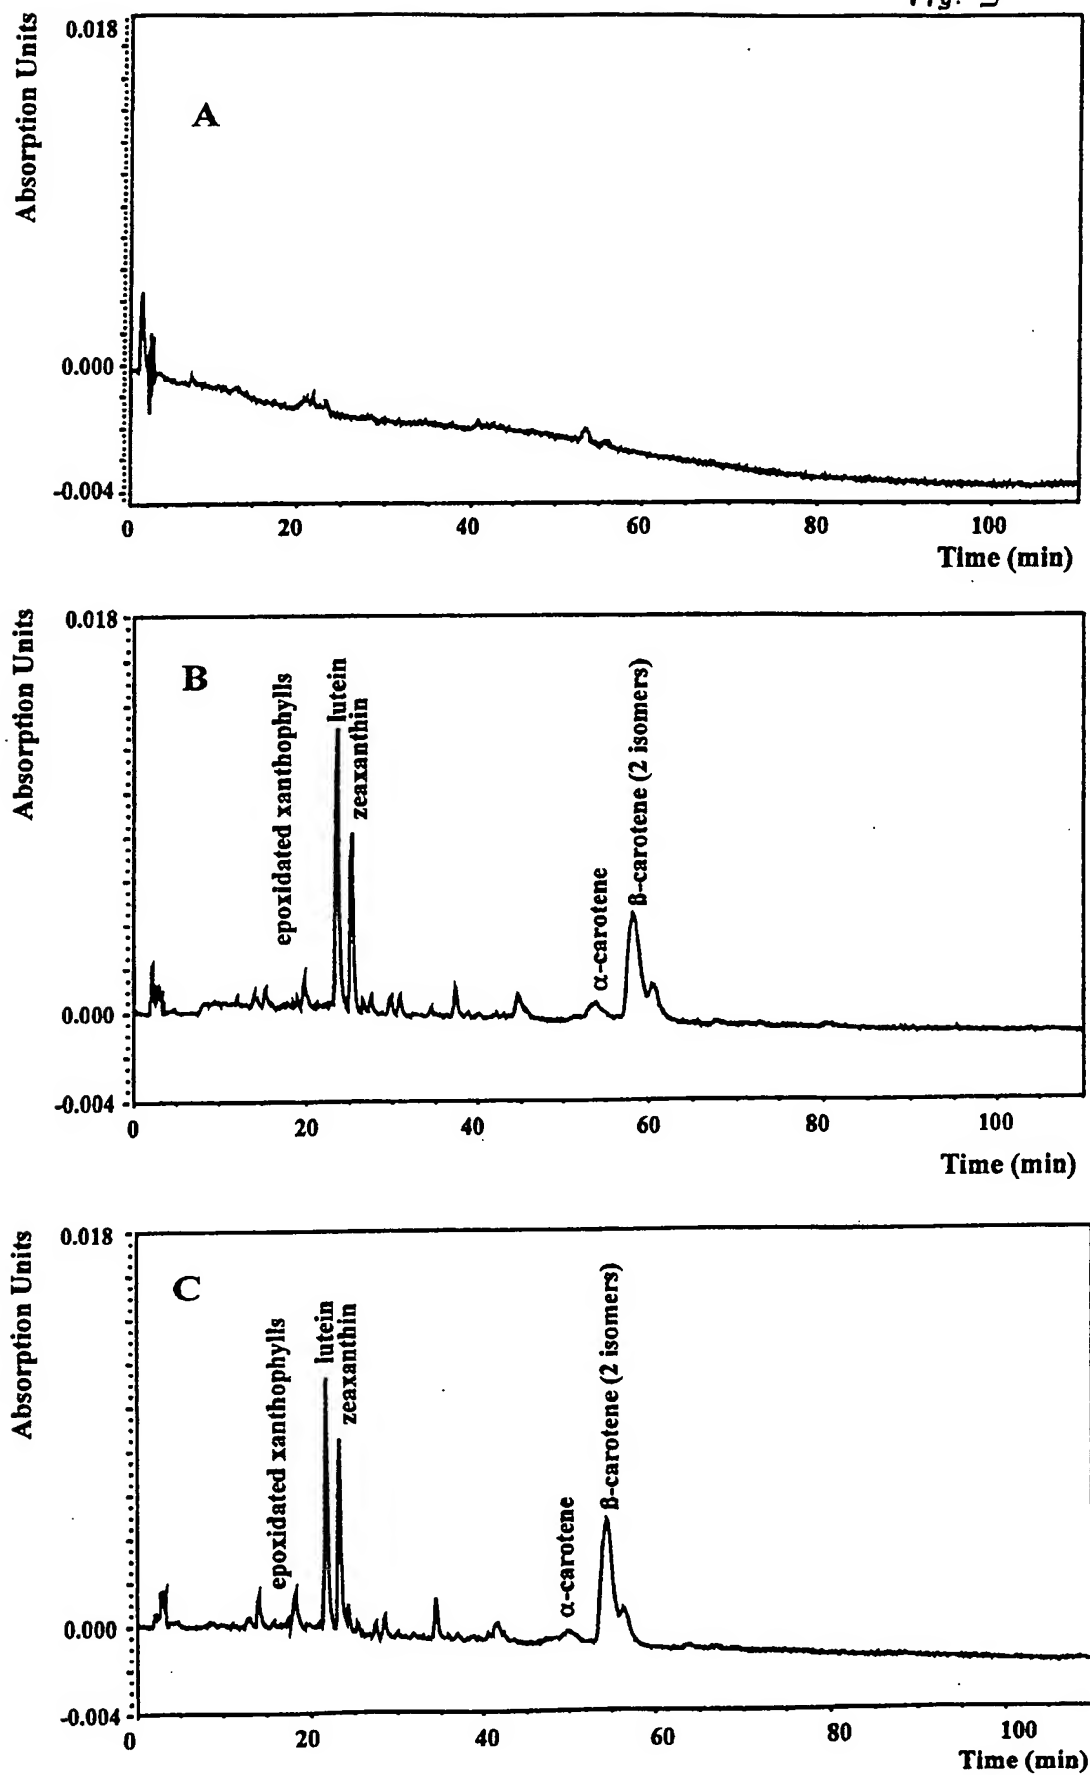 Fig. 3
0.018
Absorption Units
A
0.000
-0.004
0 20 40 60 80 100
Time (min)
0.018
Absorption Units
B
epoxidated xanthophylls
lutein
zeaxanthin
α-carotene
ß-carotene (2 isomers)
0.000
-0.004
0 20 40 60 80 100
Time (min)
0.018
Absorption Units
C
epoxidated xanthophylls
lutein
zeaxanthin
α-carotene
ß-carotene (2 isomers)
0.000
-0.004
0 20 40 60 80 100
Time (min)